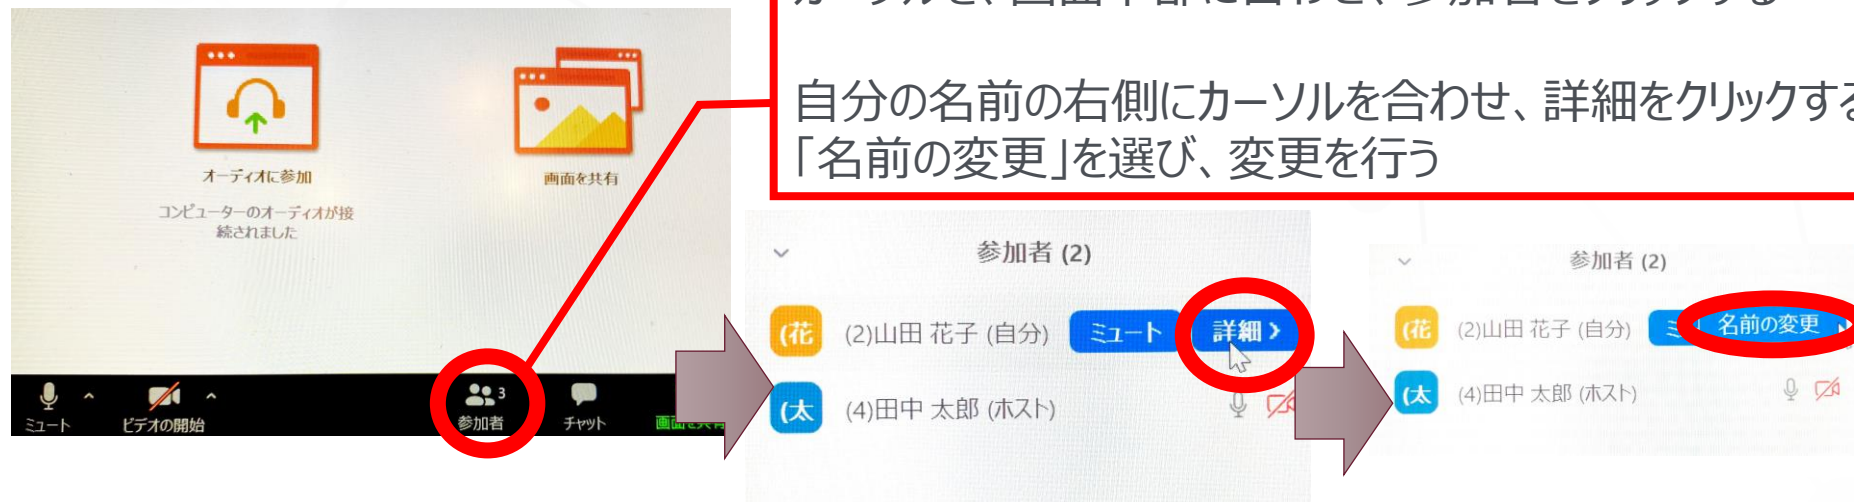 自分の名前の右側にカーソルを合わせ、詳細をクリックする
「名前の変更」を選び、変更を行う
オーディオに参加
画面を共有
コンピューターのオーディオが接
続されました
ミュート
ビデオの開始
3
参加者
チャット
参加者 (2)
(花
(2)山田 花子 (自分)
ミュート
詳細 >
(太
(4)田中 太郎 (ホスト)
参加者 (2)
(花
(2)山田 花子 (自分)
名前の変更
(太
(4)田中 太郎 (ホスト)